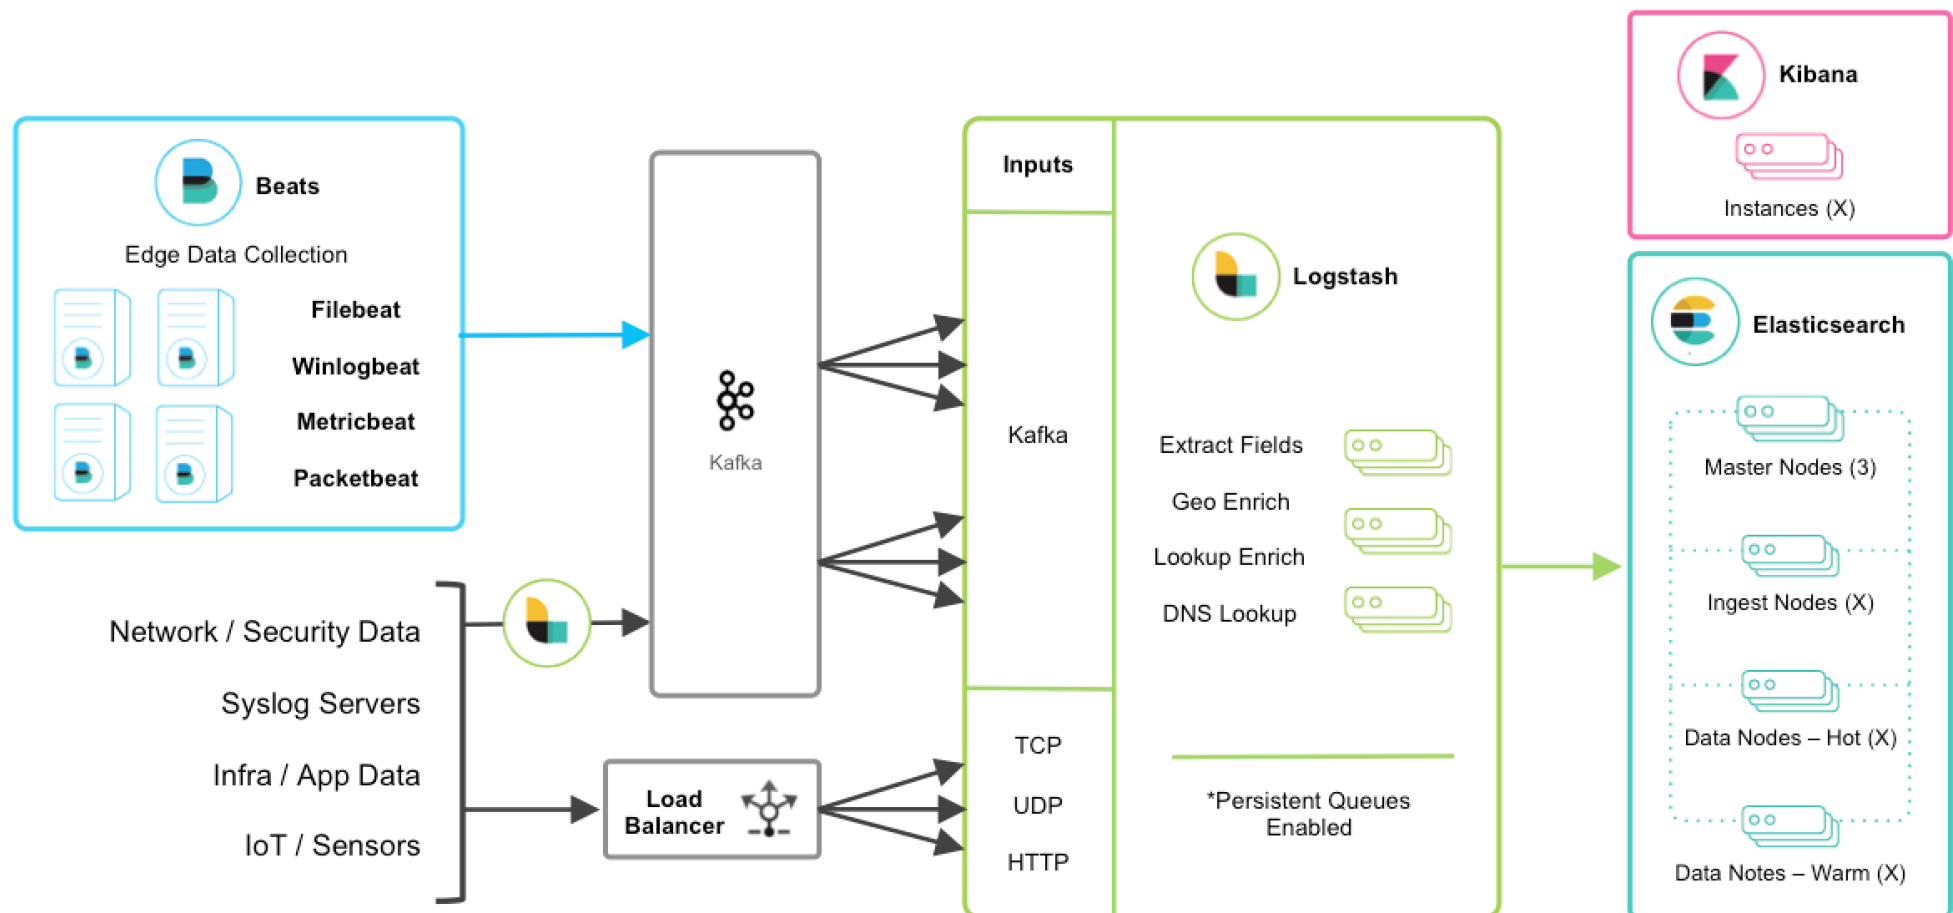 Beats
Edge Data Collection
Filebeat
Winlogbeat
Metricbeat
Packetbeat
Network / Security Data
Syslog Servers
Infra / App Data
IoT / Sensors
Kafka
Load
Balancer
Inputs
Kafka
TCP
UDP
HTTP
Logstash
Extract Fields
Geo Enrich
Lookup Enrich
DNS Lookup
*Persistent Queues
Enabled
Kibana
Instances (X)
Elasticsearch
Master Nodes (3)
Ingest Nodes (X)
Data Nodes – Hot (X)
Data Notes – Warm (X)